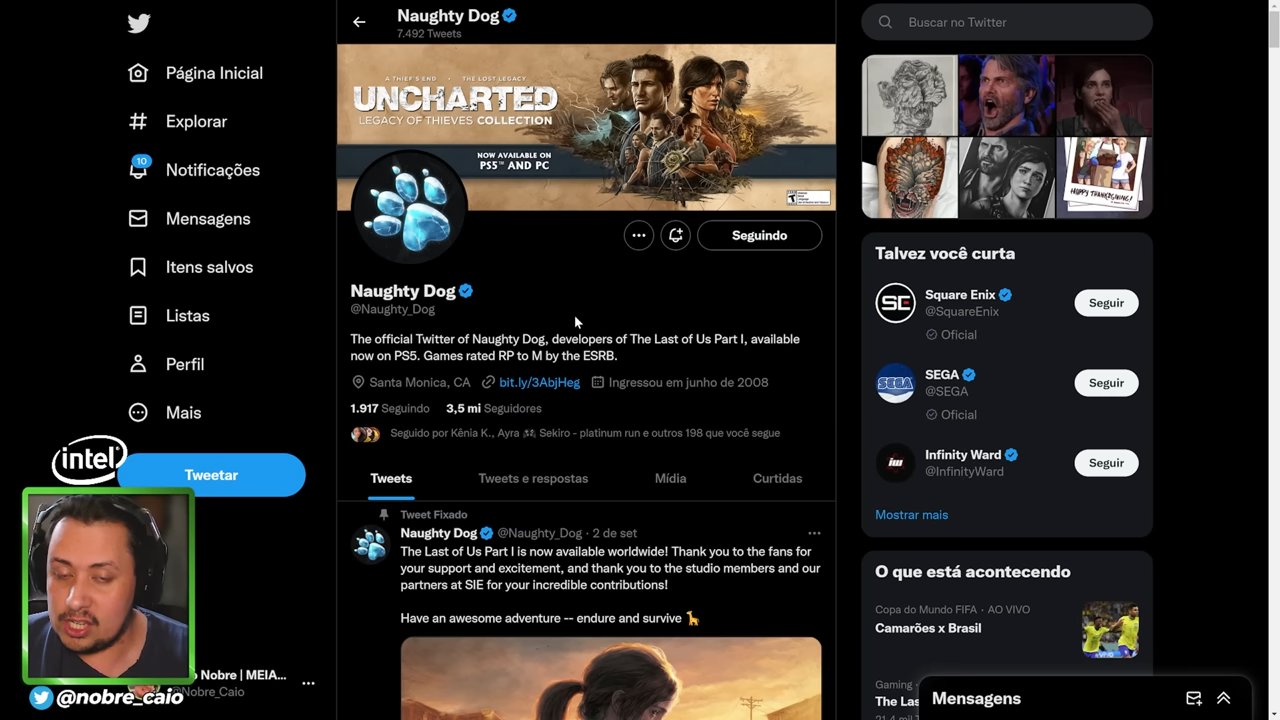 Página Inicial
Explorar
10
Notificações
Mensagens
Itens salvos
Listas
Perfil
Mais
intel
Tweetar
Nobre | MEIA...
@Nobre_Caio
@nobre_caio
Naughty Dog
7.492 Tweets
A THIEF'S END • THE LOST LEGACY
UNCHARTED
LEGACY OF THIEVES COLLECTION
NOW AVAILABLE ON
PS5™ AND PC
Seguindo
Naughty Dog
@Naughty_Dog
The official Twitter of Naughty Dog, developers of The Last of Us Part I, available
now on PS5. Games rated RP to M by the ESRB.
Santa Monica, CA bit.ly/3AbjHeg Ingressou em junho de 2008
1.917 Seguindo 3,5 mi Seguidores
Seguido por Kênia K., Ayra Sekiro - platinum run e outros 198 que você segue
Tweets Tweets e respostas Mídia Curtidas
Tweet Fixado
Naughty Dog @Naughty_Dog · 2 de set
The Last of Us Part I is now available worldwide! Thank you to the fans for
your support and excitement, and thank you to the studio members and our
partners at SIE for your incredible contributions!
Have an awesome adventure -- endure and survive 🦒
Buscar no Twitter
HAPPY THANKSGIVING!
Talvez você curta
SE
Square Enix
@SquareEnix
Oficial
Seguir
SEGA
SEGA
@SEGA
Oficial
Seguir
iw
Infinity Ward
@InfinityWard
Seguir
Mostrar mais
O que está acontecendo
Copa do Mundo FIFA · AO VIVO
Camarões x Brasil
Gaming ·
The Las
Mensagens